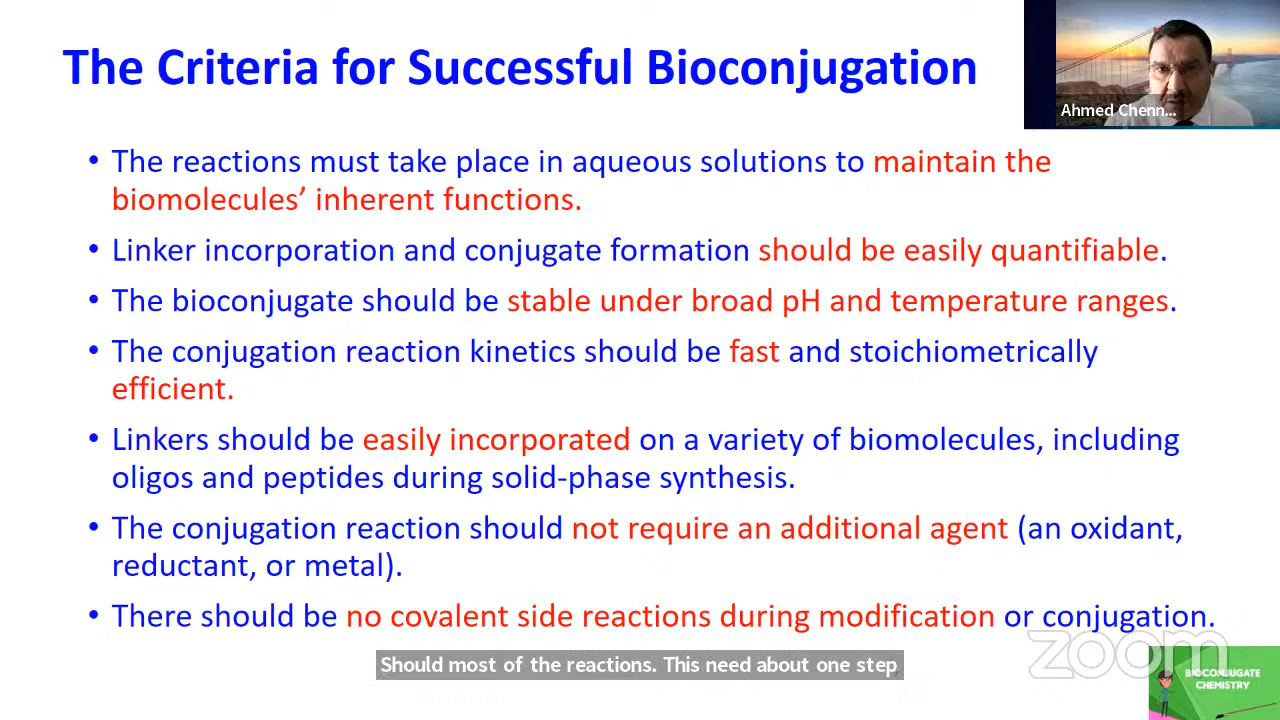 The Criteria for Successful Bioconjugation
Ahmed Chenn...
• The reactions must take place in aqueous solutions to maintain the
biomolecules’ inherent functions.
• Linker incorporation and conjugate formation should be easily quantifiable.
• The bioconjugate should be stable under broad pH and temperature ranges.
• The conjugation reaction kinetics should be fast and stoichiometrically
efficient.
• Linkers should be easily incorporated on a variety of biomolecules, including
oligos and peptides during solid-phase synthesis.
• The conjugation reaction should not require an additional agent (an oxidant,
reductant, or metal).
• There should be no covalent side reactions during modification or conjugation.
Should most of the reactions. This need about one step
zoom
BIOCONJUGATE
CHEMISTRY